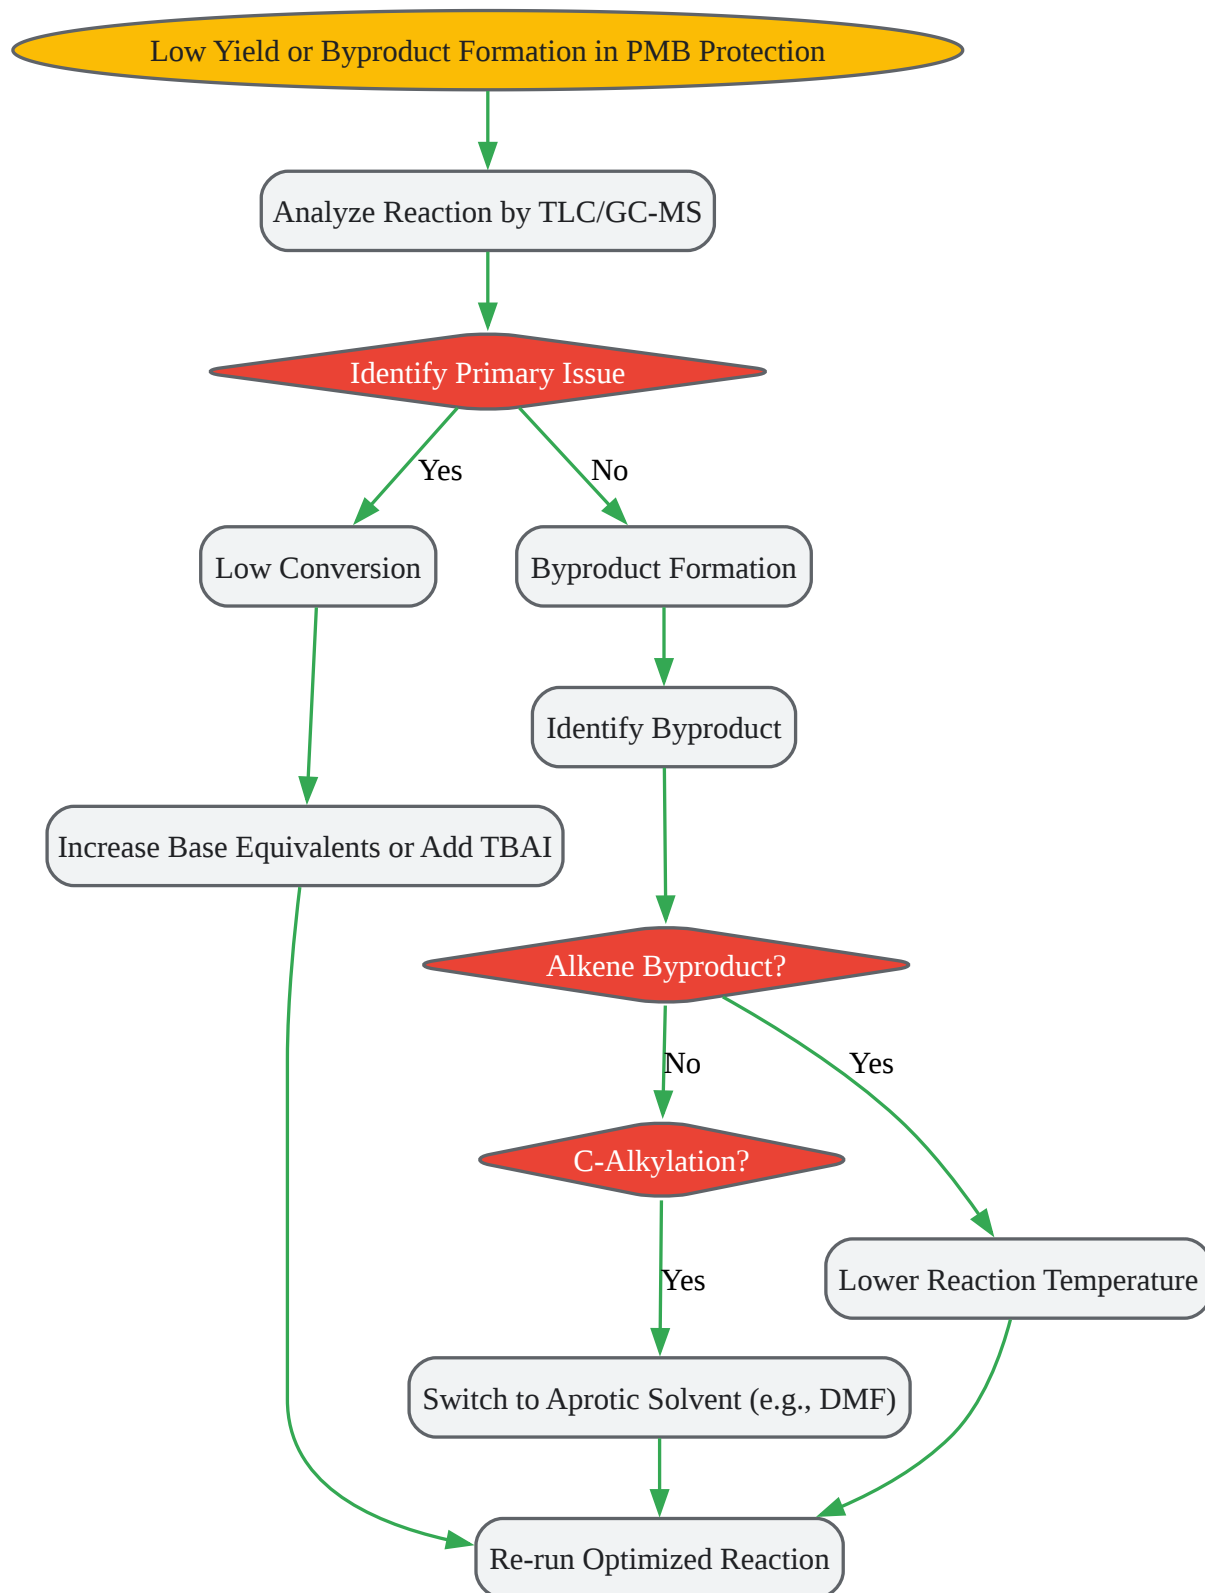 Low Yield or Byproduct Formation in PMB Protection
Analyze Reaction by TLC/GC-MS
Identify Primary Issue
Yes
No
Low Conversion
Byproduct Formation
Identify Byproduct
Increase Base Equivalents or Add TBAI
Alkene Byproduct?
No
Yes
C-Alkylation?
Yes
Lower Reaction Temperature
Switch to Aprotic Solvent (e.g., DMF)
Re-run Optimized Reaction